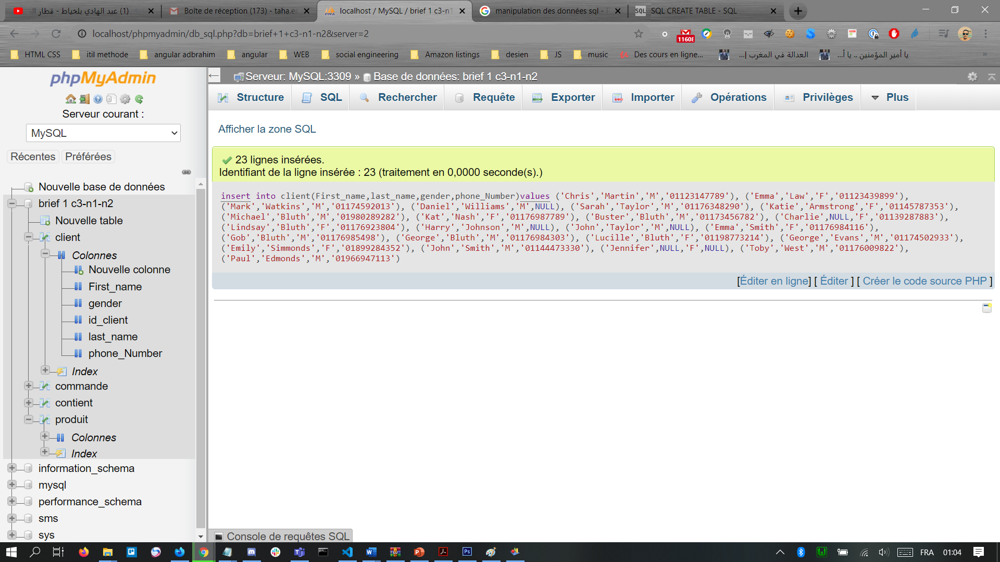 (1) عبد الهادي بلخياط - قطار ال
Boîte de réception (173) - taha.es
localhost / MySQL / brief 1 c3-n1
manipulation des données sql -
SQL CREATE TABLE - SQL
localhost/phpmyadmin/db_sql.php?db=brief+1+c3-n1-n2&server=2
11608
HTML CSS
itil methode
angular adbrahim
angular
WEB
social engineering
Amazon listings
desien
JS
music
Des cours en ligne...
العدالة في المغرب |...
يا أمير المؤمنين .. يا أ...
phpMyAdmin
Serveur courant :
MySQL
Récentes
Préférées
Nouvelle base de données
brief 1 c3-n1-n2
Nouvelle table
client
Colonnes
Nouvelle colonne
First_name
gender
id_client
last_name
phone_Number
Index
commande
contient
produit
Colonnes
Index
information_schema
mysql
performance_schema
sms
sys
Serveur: MySQL:3309 » Base de données: brief 1 c3-n1-n2
Structure
SQL
Rechercher
Requête
Exporter
Importer
Opérations
Privilèges
Plus
Afficher la zone SQL
23 lignes insérées.
Identifiant de la ligne insérée : 23 (traitement en 0,0000 seconde(s).)
insert into client(First_name,last_name,gender,phone_Number)values ('Chris','Martin','M','01123147789'), ('Emma','Law','F','01123439899'),
('Mark','Watkins','M','01174592013'), ('Daniel','Williams','M',NULL), ('Sarah','Taylor','M','01176348290'), ('Katie','Armstrong','F','01145787353'),
('Michael','Bluth','M','01980289282'), ('Kat','Nash','F','01176987789'), ('Buster','Bluth','M','01173456782'), ('Charlie',NULL,'F','01139287883'),
('Lindsay','Bluth','F','01176923804'), ('Harry','Johnson','M',NULL), ('John','Taylor','M',NULL), ('Emma','Smith','F','01176984116'),
('Gob','Bluth','M','01176985498'), ('George','Bluth','M','01176984303'), ('Lucille','Bluth','F','01198773214'), ('George','Evans','M','01174502933'),
('Emily','Simmonds','F','01899284352'), ('John','Smith','M','01144473330'), ('Jennifer',NULL,'F',NULL), ('Toby','West','M','01176009822'),
('Paul','Edmonds','M','01966947113')
[Éditer en ligne] [ Éditer ] [ Créer le code source PHP ]
Console de requêtes SQL
FRA
01:04